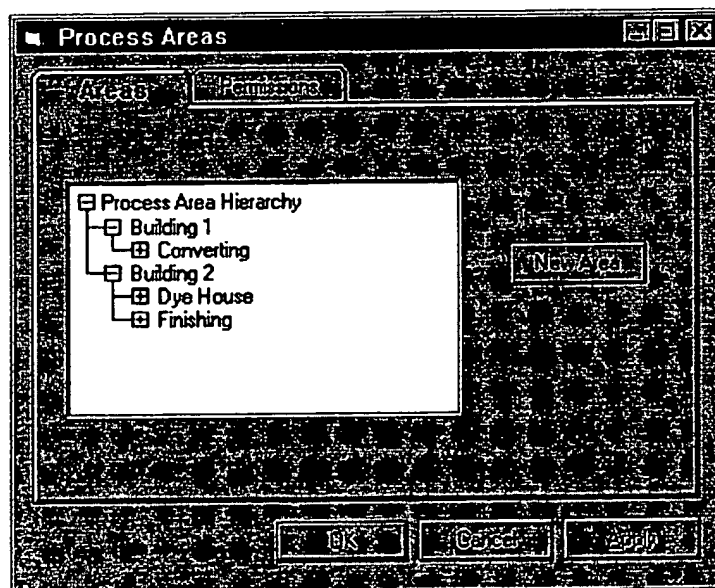 Process Areas
Areas Permissions
Process Area Hierarchy
Building 1
Converting
New Area
Building 2
Dye House
Finishing
OK Cancel Apply